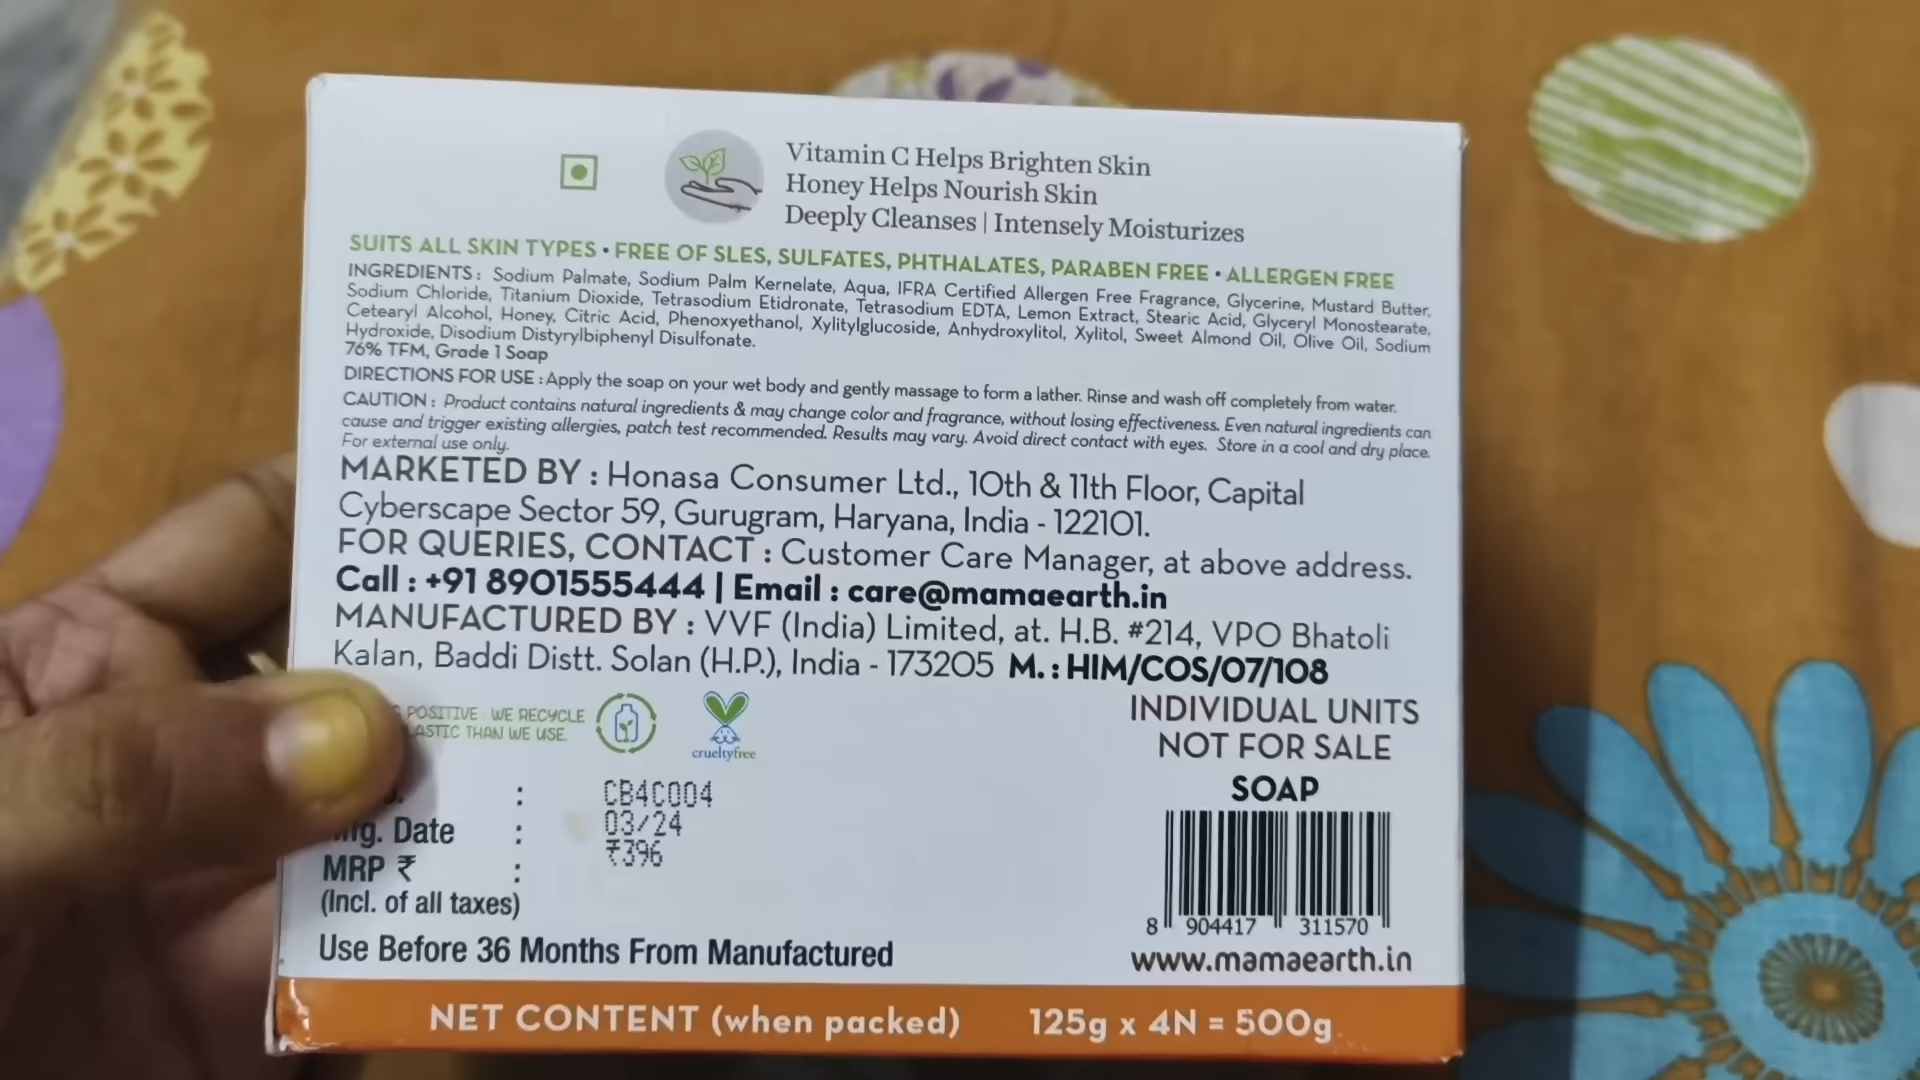 Vitamin C Helps Brighten Skin
Honey Helps Nourish Skin
Deeply Cleanses | Intensely Moisturizes
SUITS ALL SKIN TYPES • FREE OF SLES, SULFATES, PHTHALATES, PARABEN FREE • ALLERGEN FREE
INGREDIENTS : Sodium Palmate, Sodium Palm Kernelate, Aqua, IFRA Certified Allergen Free Fragrance, Glycerine, Mustard Butter,
Sodium Chloride, Titanium Dioxide, Tetrasodium Etidronate, Tetrasodium EDTA, Lemon Extract, Stearic Acid, Glyceryl Monostearate,
Cetearyl Alcohol, Honey, Citric Acid, Phenoxyethanol, Xylitylglucoside, Anhydroxylitol, Xylitol, Sweet Almond Oil, Olive Oil, Sodium
Hydroxide, Disodium Distyrylbiphenyl Disulfonate.
76% TFM, Grade 1 Soap
DIRECTIONS FOR USE : Apply the soap on your wet body and gently massage to form a lather. Rinse and wash off completely from water.
CAUTION : Product contains natural ingredients & may change color and fragrance, without losing effectiveness. Even natural ingredients can
cause and trigger existing allergies, patch test recommended. Results may vary. Avoid direct contact with eyes. Store in a cool and dry place.
For external use only.
MARKETED BY : Honasa Consumer Ltd., 10th & 11th Floor, Capital
Cyberscape Sector 59, Gurugram, Haryana, India - 122101.
FOR QUERIES, CONTACT : Customer Care Manager, at above address.
Call : +91 8901555444 | Email : care@mamaearth.in
MANUFACTURED BY : VVF (India) Limited, at. H.B. #214, VPO Bhatoli
Kalan, Baddi Distt. Solan (H.P.), India - 173205 M. : HIM/COS/07/108
POSITIVE : WE RECYCLE
THAN WE USE.
crueltyfree
INDIVIDUAL UNITS
NOT FOR SALE
SOAP
: CB4C004
Date : 03/24
MRP ₹ : ₹396
(Incl. of all taxes)
Use Before 36 Months From Manufactured
8 904417 311570
www.mamaearth.in
NET CONTENT (when packed) 125g x 4N = 500g